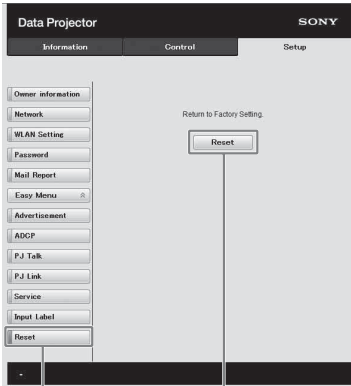 Data Projector
SONY
Information
Control
Setup
Owner information
Network
WLAN Setting
Password
Mail Report
Easy Menu
Advertisement
ADCP
PJ Talk
PJ Link
Service
Input Label
Reset
Return to Factory Setting.
Reset